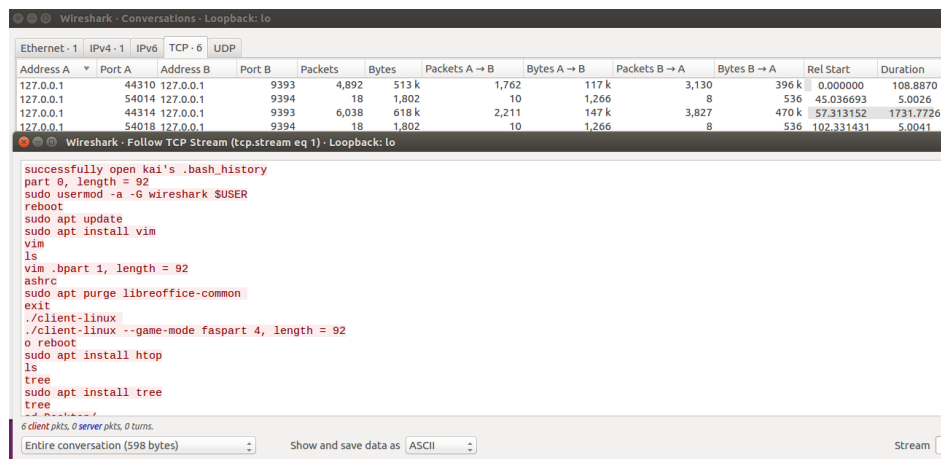 Wireshark · Conversations · Loopback: lo
Ethernet · 1 IPv4 · 1 IPv6 TCP · 6 UDP
Address A Port A Address B Port B Packets Bytes Packets A → B Bytes A → B Packets B → A Bytes B → A Rel Start Duration
127.0.0.1 44310 127.0.0.1 9393 4,892 513 k 1,762 117 k 3,130 396 k 0.000000 108.8870
127.0.0.1 54014 127.0.0.1 9394 18 1,802 10 1,266 8 536 45.036693 5.0026
127.0.0.1 44314 127.0.0.1 9393 6,038 618 k 2,211 147 k 3,827 470 k 57.313152 1731.7726
127.0.0.1 54018 127.0.0.1 9394 18 1,802 10 1,266 8 536 102.331431 5.0041
Wireshark · Follow TCP Stream (tcp.stream eq 1) · Loopback: lo
successfully open kai's .bash_history
part 0, length = 92
sudo usermod -a -G wireshark $USER
reboot
sudo apt update
sudo apt install vim
vim
ls
vim .bpart 1, length = 92
ashrc
sudo apt purge libreoffice-common
exit
./client-linux
./client-linux --game-mode faspart 4, length = 92
o reboot
sudo apt install htop
ls
tree
sudo apt install tree
tree
cd Desktop/
6 client pkts, 0 server pkts, 0 turns.
Entire conversation (598 bytes) Show and save data as ASCII Stream